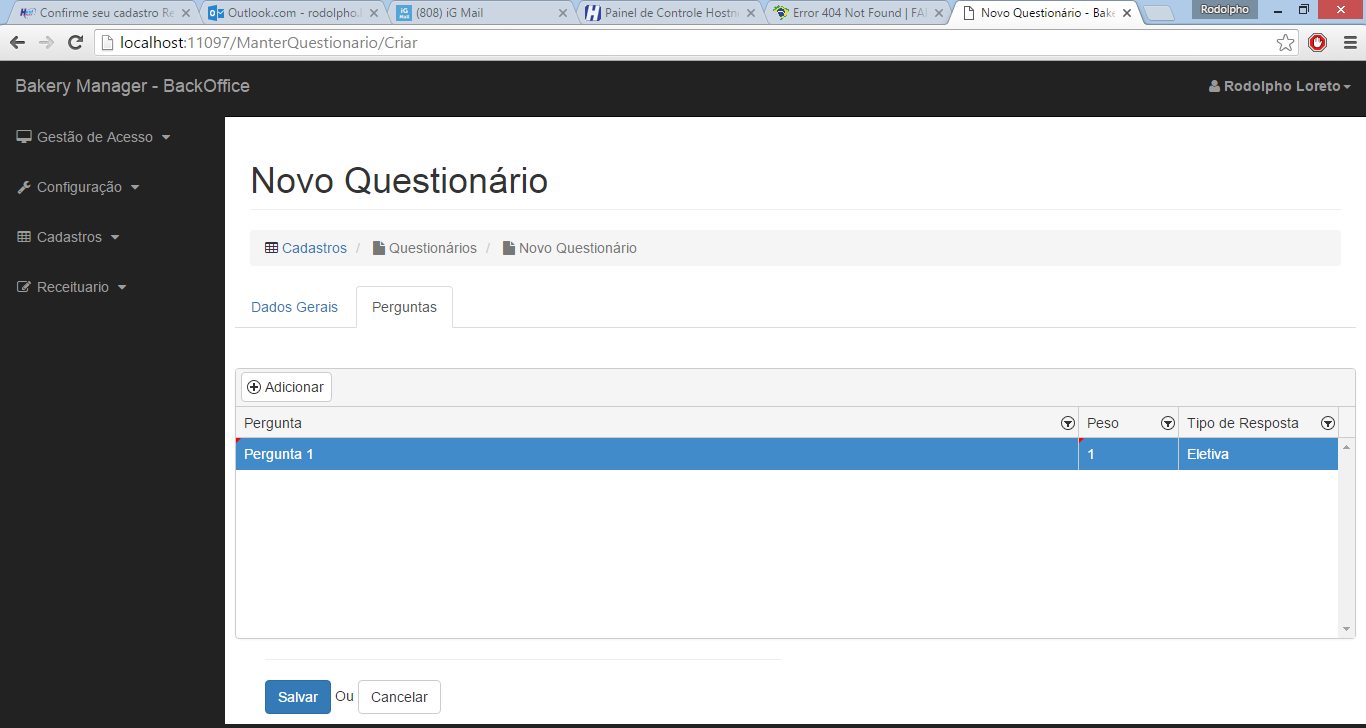 Confirme seu cadastro Re
Outlook.com - rodolpho.l
(808) iG Mail
Painel de Controle Hostn
Error 404 Not Found | FA
Novo Questionário - Bake
Rodolpho
localhost:11097/ManterQuestionario/Criar
Bakery Manager - BackOffice
Rodolpho Loreto
Gestão de Acesso
Configuração
Cadastros
Receituario
Novo Questionário
Cadastros / Questionários / Novo Questionário
Dados Gerais Perguntas
Adicionar
Pergunta Peso Tipo de Resposta
Pergunta 1 1 Eletiva
Salvar Ou Cancelar